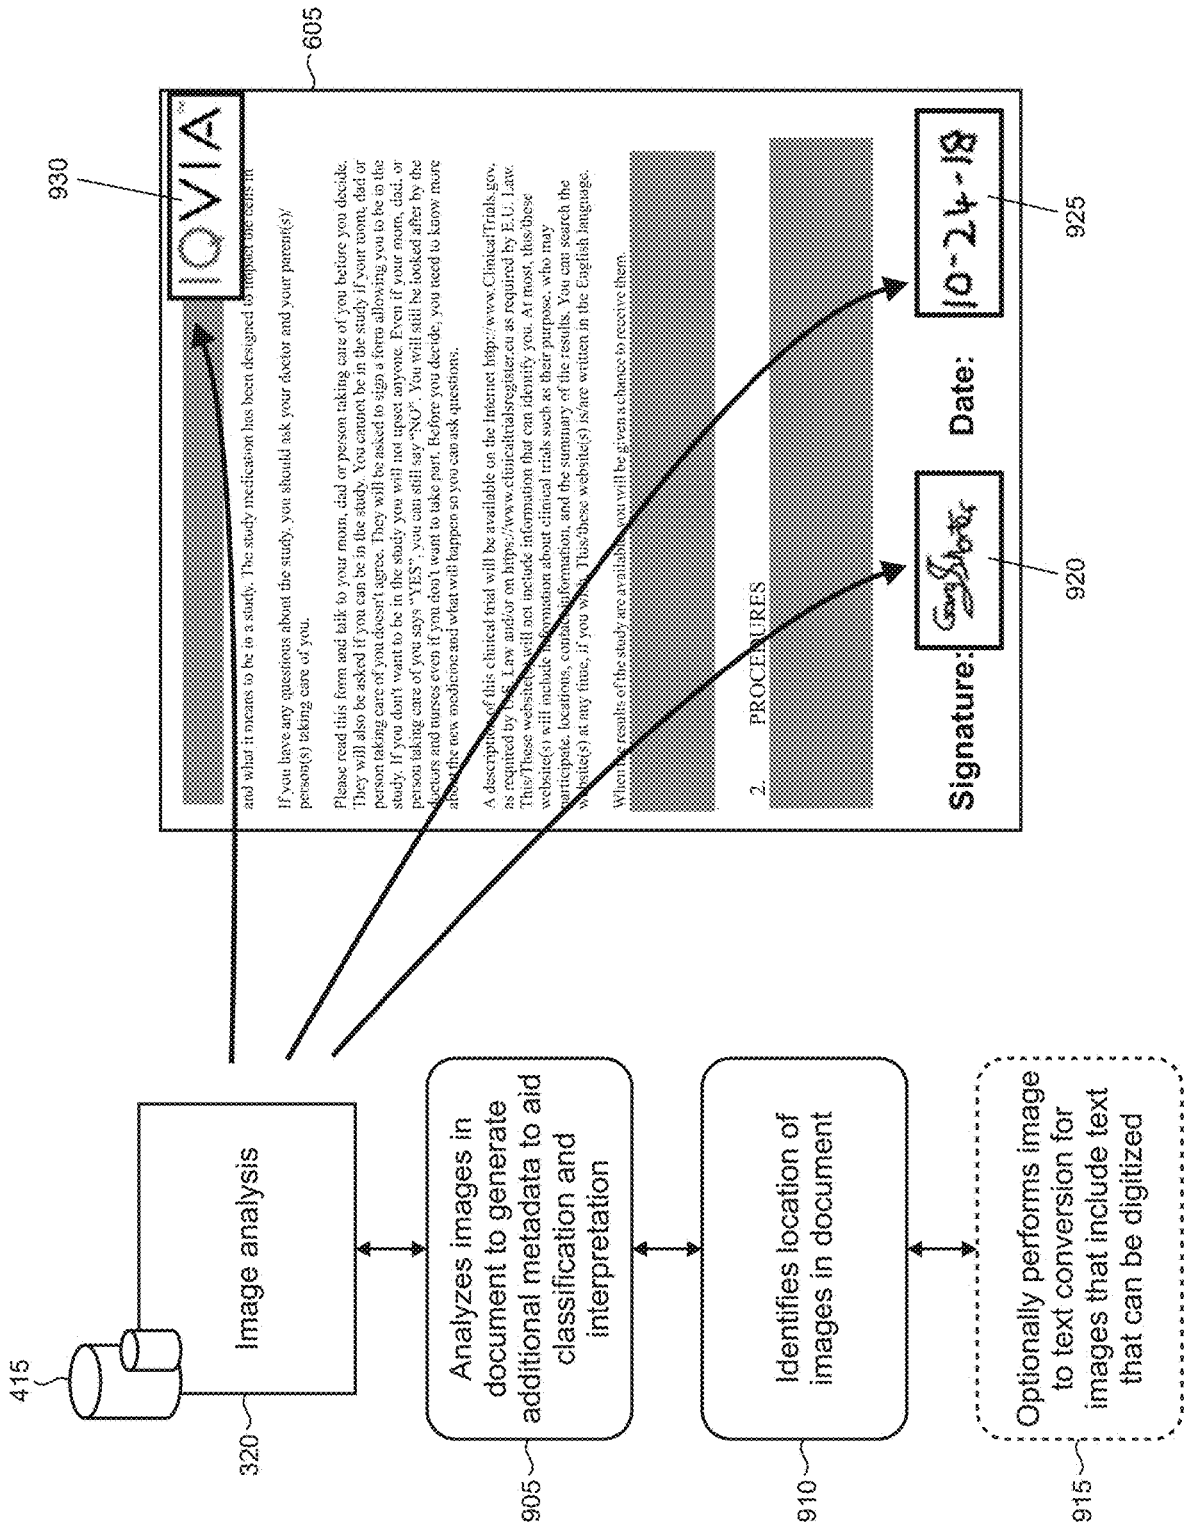 415
320
Image analysis
905
Analyzes images in
document to generate
additional metadata to aid
classification and
interpretation
910
Identifies location of
images in document
915
Optionally performs image
to text conversion for
images that include text
that can be digitized
930
605
IQVIA
and what it means to be in a study. The study medication has been designed to impact the cells in
If you have any questions about the study, you should ask your doctor and your parent(s)/
person(s) taking care of you.
Please read this form and talk to your mom, dad or person taking care of you before you decide.
They will also be asked if you can be in the study. You cannot be in the study if your mom, dad or
person taking care of you doesn't agree. They will be asked to sign a form allowing you to be in the
study. If you don't want to be in the study you will not upset anyone. Even if your mom, dad, or
person taking care of you says "YES", you can still say "NO". You will still be looked after by the
doctors and nurses even if you don't want to take part. Before you decide, you need to know more
about the new medicine and what will happen so you can ask questions.
A description of this clinical trial will be available on the Internet http://www.ClinicalTrials.gov,
as required by U.S. Law and/or on https://www.clinicaltrialsregister.eu as required by E.U. Law.
This/These website(s) will not include information that can identify you. At most, this/these
website(s) will include information about clinical trials such as their purpose, who may
participate, locations, contact information, and the summary of the results. You can search the
website(s) at any time, if you want. This/these website(s) is/are written in the English language.
When the results of the study are available you will be given a chance to receive them.
2. PROCEDURES
Signature: Date: 10-24-18
920
925